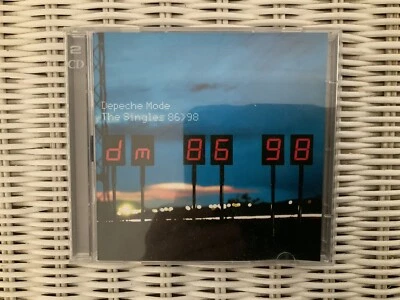 2
CD
Depeche Mode
The Singles 86>98
dm 86 98